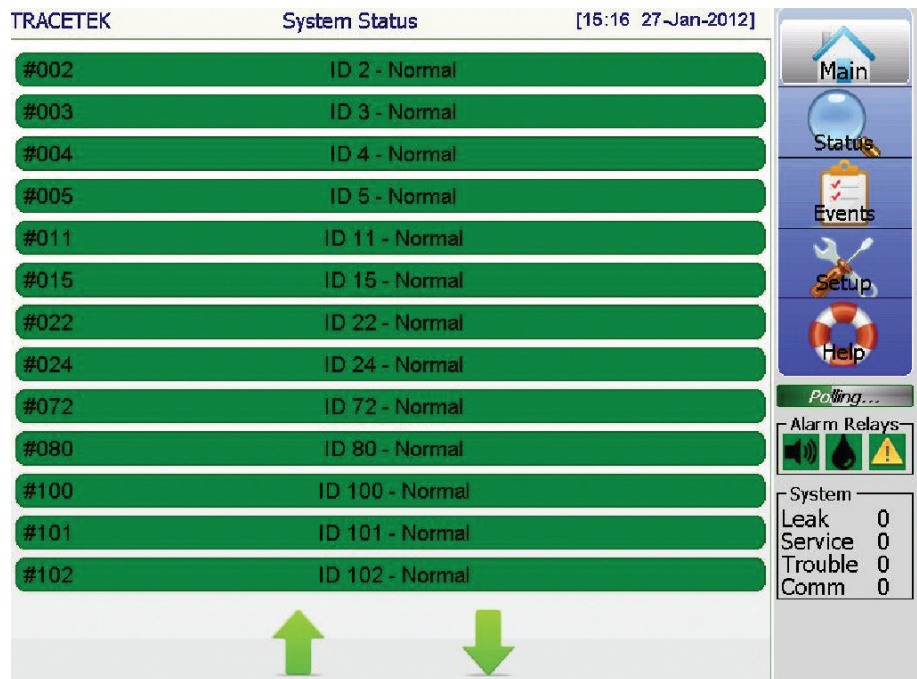 TRACETEK System Status [15:16 27-Jan-2012]
#002 ID 2 - Normal
#003 ID 3 - Normal
#004 ID 4 - Normal
#005 ID 5 - Normal
#011 ID 11 - Normal
#015 ID 15 - Normal
#022 ID 22 - Normal
#024 ID 24 - Normal
#072 ID 72 - Normal
#080 ID 80 - Normal
#100 ID 100 - Normal
#101 ID 101 - Normal
#102 ID 102 - Normal
Main
Status
Events
Setup
Help
Polling...
Alarm Relays
System
Leak 0
Service 0
Trouble 0
Comm 0